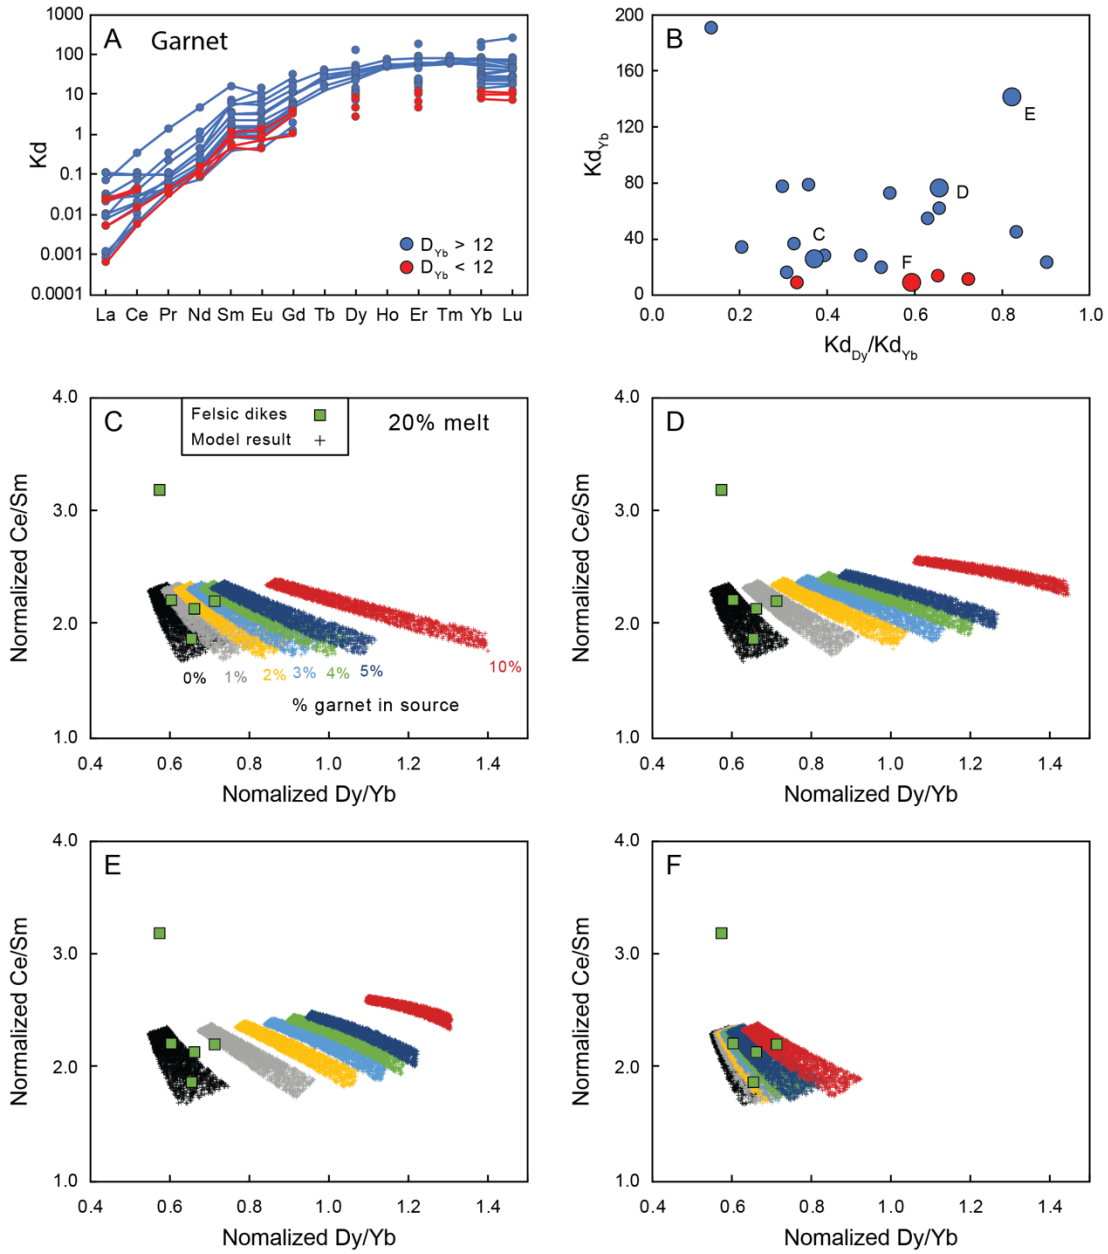 A Garnet
Kd
1000
100
10
1
0.1
0.01
0.001
0.0001
La Ce Pr Nd Sm Eu Gd Tb Dy Ho Er Tm Yb Lu
D_Yb > 12
D_Yb < 12
B
Kd_Yb
200
160
120
80
40
0
E
D
C
F
0.0 0.2 0.4 0.6 0.8 1.0
Kd_Dy/Kd_Yb
C
Felsic dikes
Model result +
20% melt
Normalized Ce/Sm
4.0
3.0
2.0
1.0
0% 1% 2% 3% 4% 5% 10%
% garnet in source
0.4 0.6 0.8 1.0 1.2 1.4
Nomalized Dy/Yb
D
Normalized Ce/Sm
4.0
3.0
2.0
1.0
0.4 0.6 0.8 1.0 1.2 1.4
Nomalized Dy/Yb
E
Normalized Ce/Sm
4.0
3.0
2.0
1.0
0.4 0.6 0.8 1.0 1.2 1.4
Normalized Dy/Yb
F
Normalized Ce/Sm
4.0
3.0
2.0
1.0
0.4 0.6 0.8 1.0 1.2 1.4
Normalized Dy/Yb